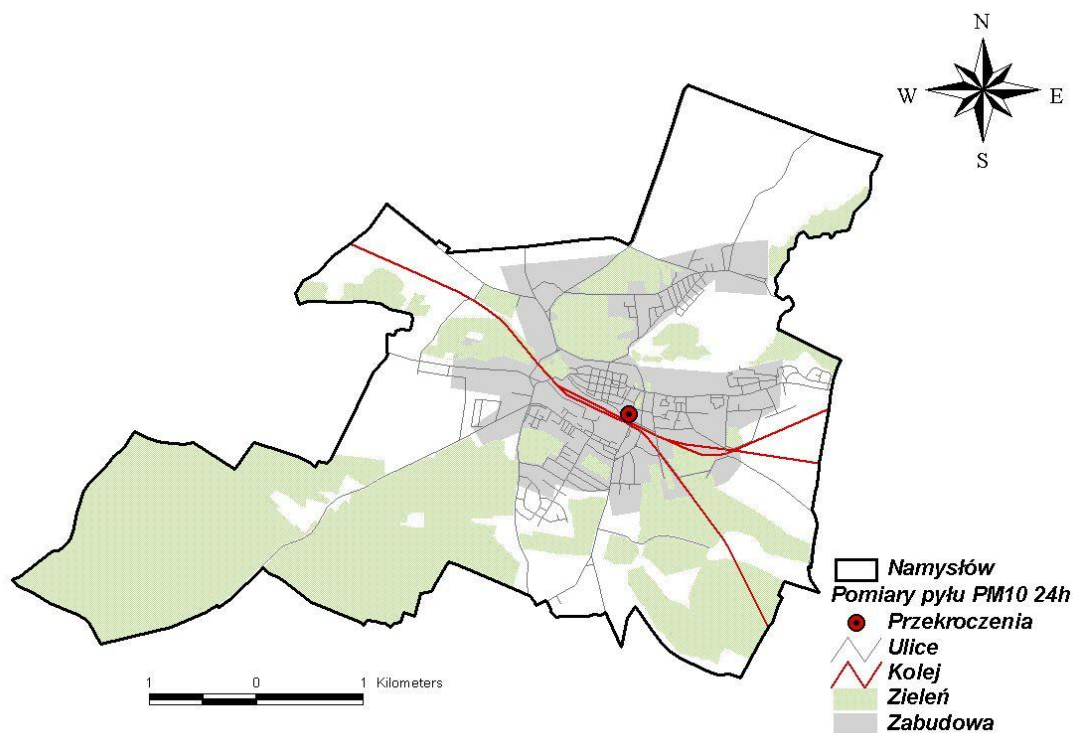 N
W E
S
Namysłów
Pomiary pyłu PM10 24h
Przekroczenia
Ulice
Kolej
Zieleń
Zabudowa
1 0 1 Kilometers